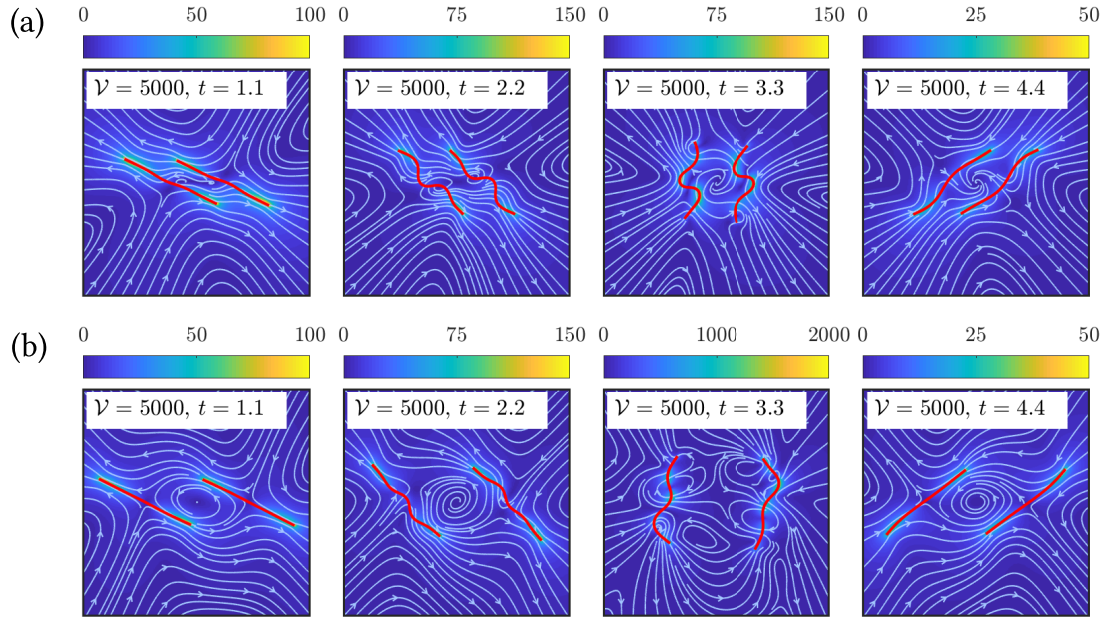 (a)
0 50 100
0 75 150
0 75 150
0 25 50
𝒱 = 5000, t = 1.1
𝒱 = 5000, t = 2.2
𝒱 = 5000, t = 3.3
𝒱 = 5000, t = 4.4
(b)
0 50 100
0 75 150
0 1000 2000
0 25 50
𝒱 = 5000, t = 1.1
𝒱 = 5000, t = 2.2
𝒱 = 5000, t = 3.3
𝒱 = 5000, t = 4.4